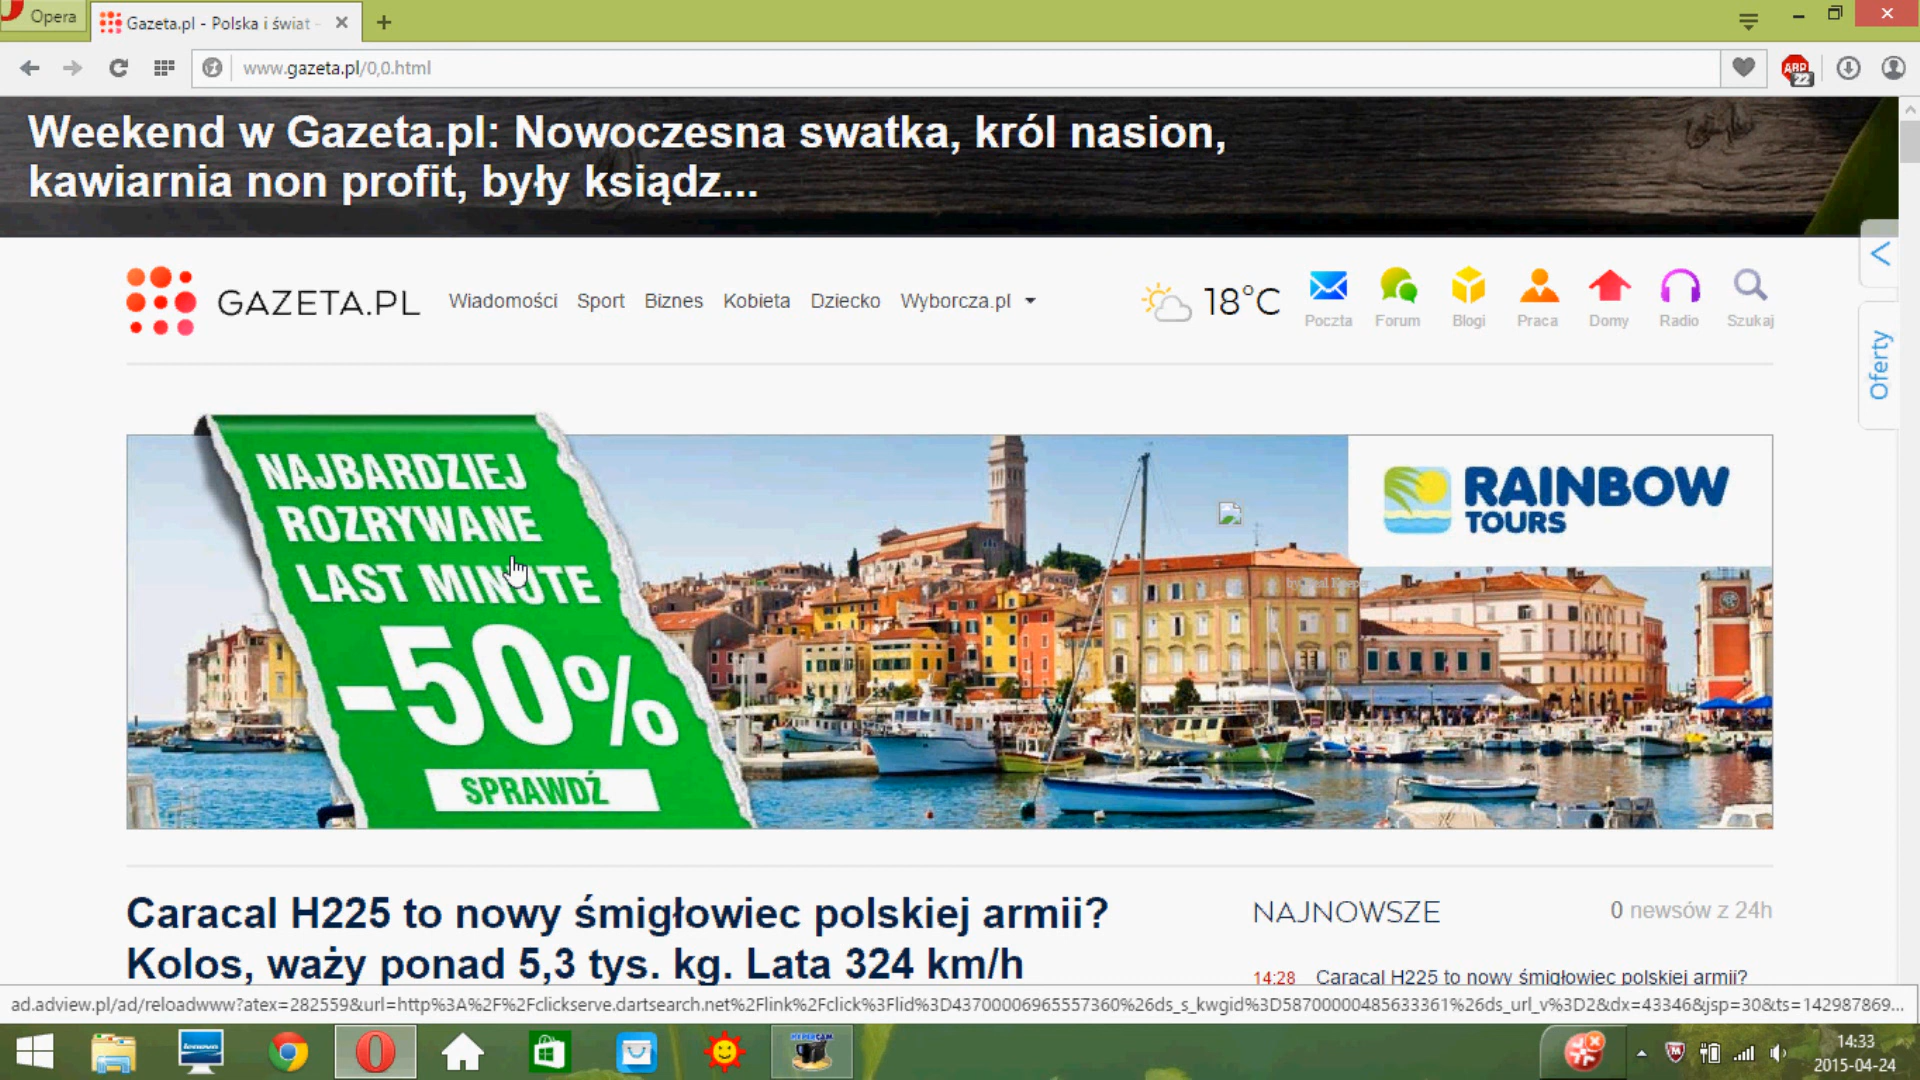 Opera
Gazeta.pl - Polska i świat -
www.gazeta.pl/0,0.html
ABP
22
Weekend w Gazeta.pl: Nowoczesna swatka, król nasion,
kawiarnia non profit, były ksiądz...
GAZETA.PL
Wiadomości Sport Biznes Kobieta Dziecko Wyborcza.pl
18°C
Poczta Forum Blogi Praca Domy Radio Szukaj
Oferty
NAJBARDZIEJ
ROZRYWANE
LAST MINUTE
-50%
SPRAWDŹ
RAINBOW
TOURS
Caracal H225 to nowy śmigłowiec polskiej armii?
Kolos, waży ponad 5,3 tys. kg. Lata 324 km/h
NAJNOWSZE
0 newsów z 24h
14:28 Caracal H225 to nowy śmigłowiec polskiej armii?
ad.adview.pl/ad/reloadwww?atex=282559&url=http%3A%2F%2Fclickserve.dartsearch.net%2Flink%2Fclick%3Flid%3D43700006965557360%26ds_s_kwgid%3D58700000485633361%26ds_url_v%3D2&dx=43346&jsp=30&ts=142987869...
HYPERCAM
14:33
2015-04-24